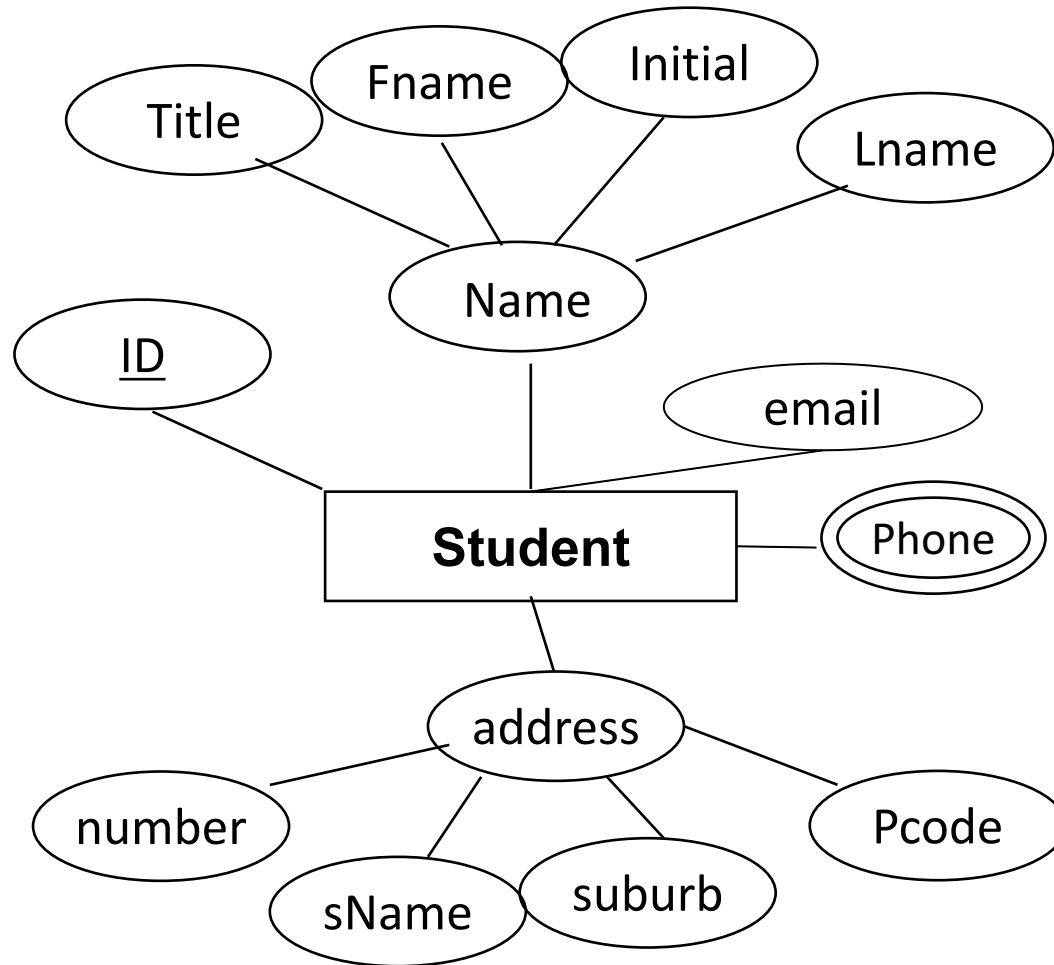 Initial
Fname
Title
Lname
Name
ID
email
Student
Phone
address
number
Pcode
sName
suburb